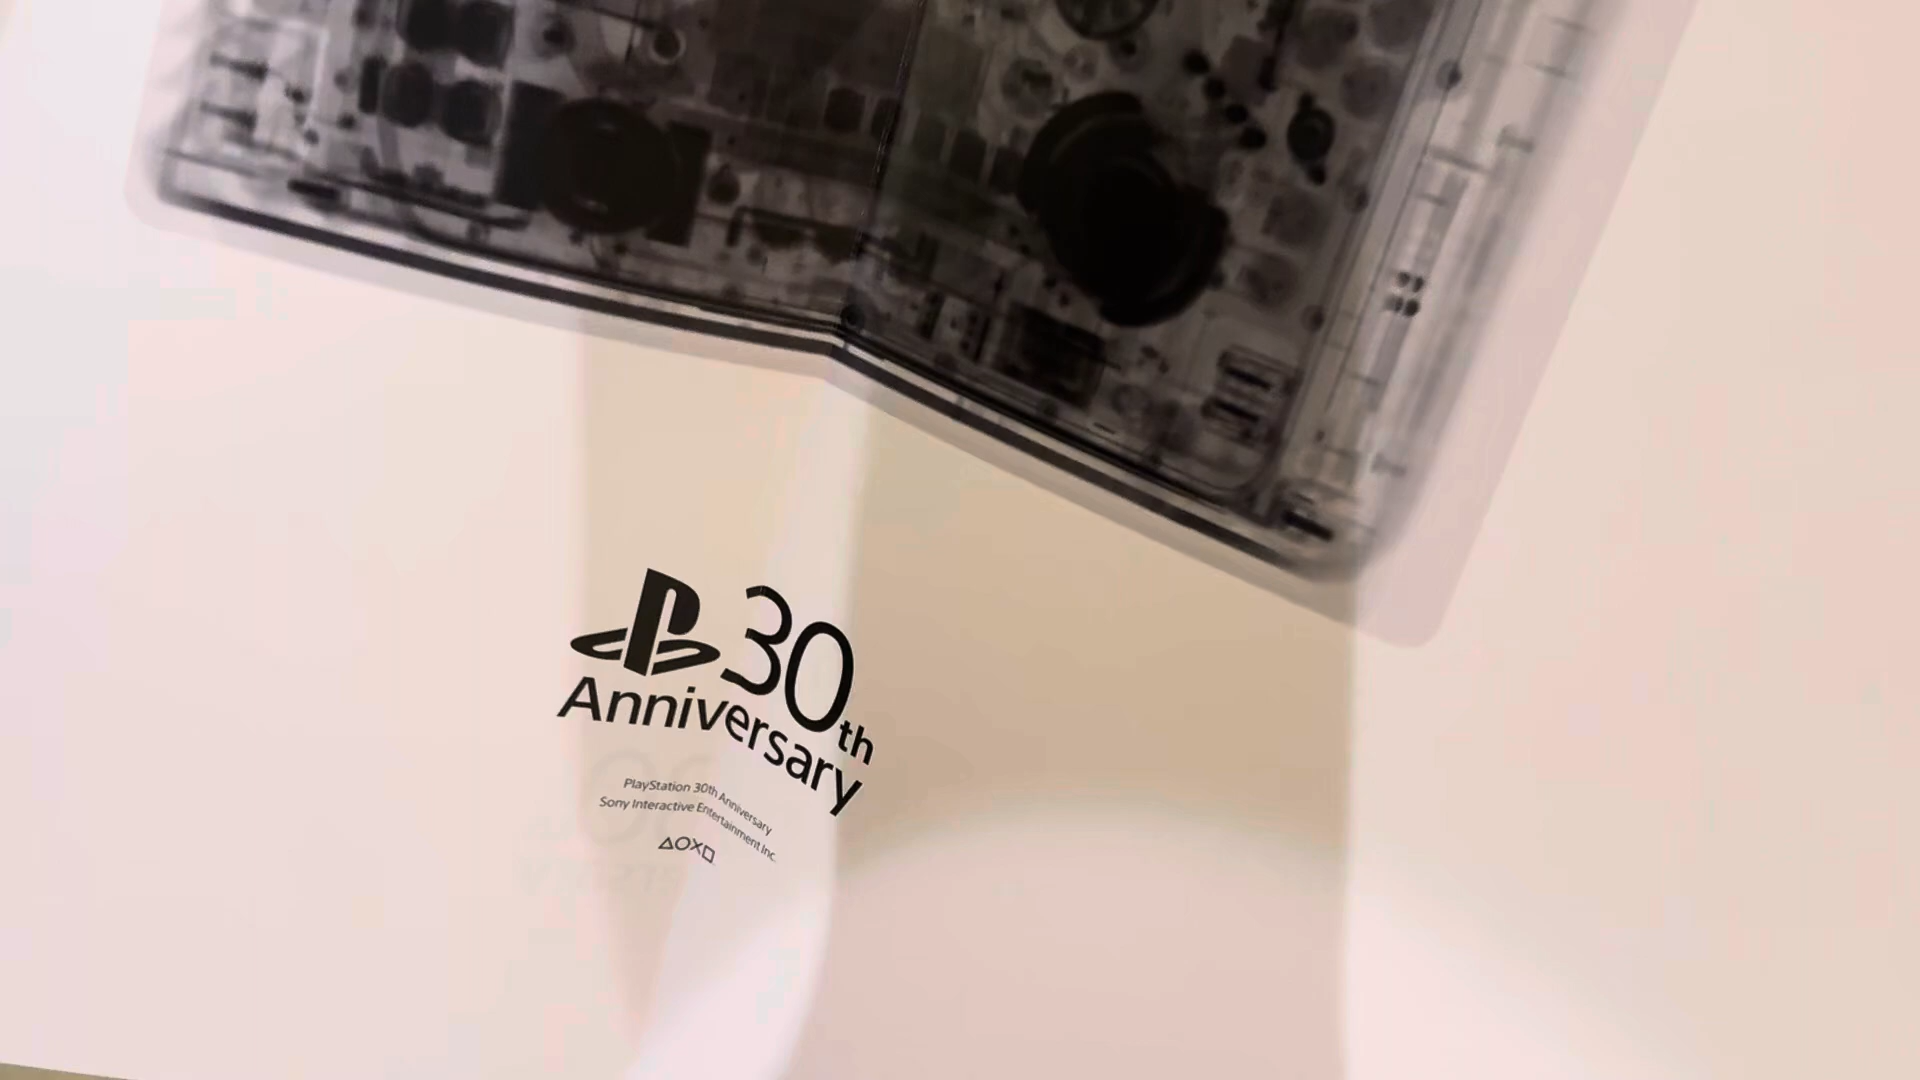 30th
Anniversary
PlayStation 30th Anniversary
Sony Interactive Entertainment Inc.
△○✕□